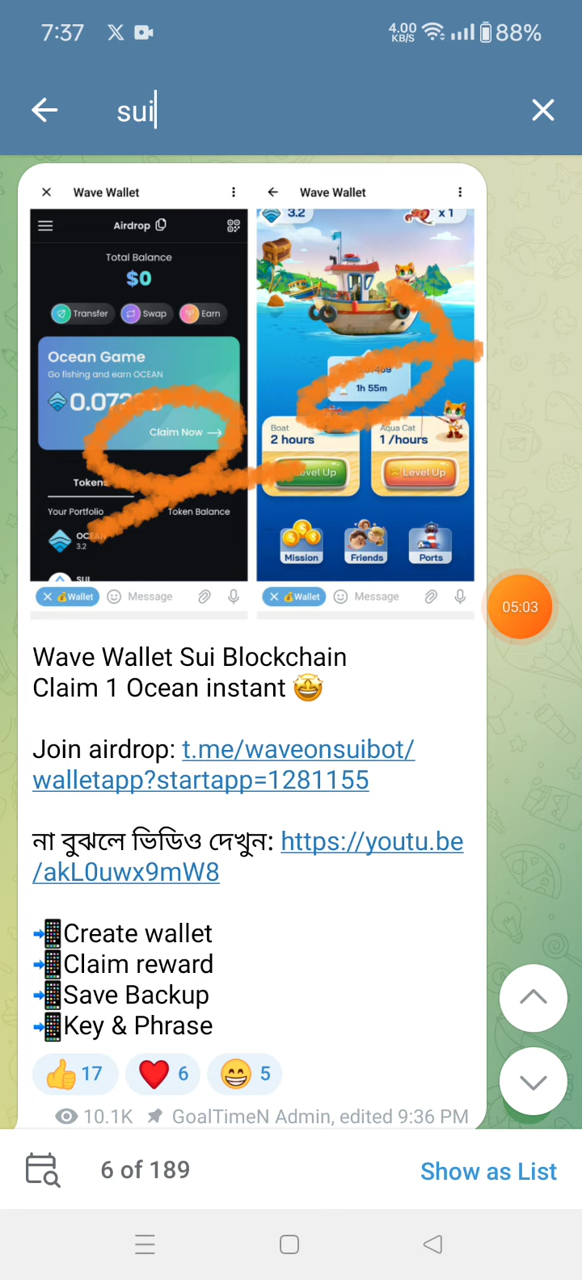 7:37
4.00
KB/S
88%
sui
Wave Wallet
Airdrop
Total Balance
$0
Transfer
Swap
Earn
Ocean Game
Go fishing and earn OCEAN
Claim Now →
Your Portfolio
Token Balance
3.2
SUI
Wallet
Message
Wave Wallet
3.2
x 1
1h 55m
Boat
2 hours
Aqua Cat
1 /hours
Level Up
Level Up
Mission
Friends
Ports
Wallet
Message
05:03
Wave Wallet Sui Blockchain
Claim 1 Ocean instant 🤩
Join airdrop: t.me/waveonsuibot/
walletapp?startapp=1281155
না বুঝলে ভিডিও দেখুন: https://youtu.be
/akL0uwx9mW8
📲Create wallet
📲Claim reward
📲Save Backup
📲Key & Phrase
👍 17
❤️ 6
😁 5
10.1K
GoalTimeN Admin, edited 9:36 PM
6 of 189
Show as List